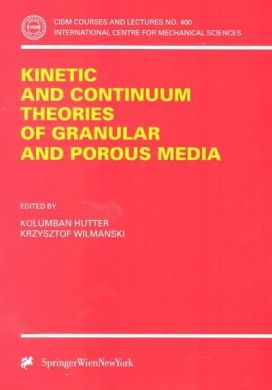 CISM COURSES AND LECTURES NO. 400
INTERNATIONAL CENTRE FOR MECHANICAL SCIENCES
KINETIC
AND CONTINUUM
THEORIES
OF GRANULAR
AND POROUS MEDIA
EDITED BY
KOLUMBAN HUTTER
KRZYSZTOF WILMANSKI
SpringerWienNewYork